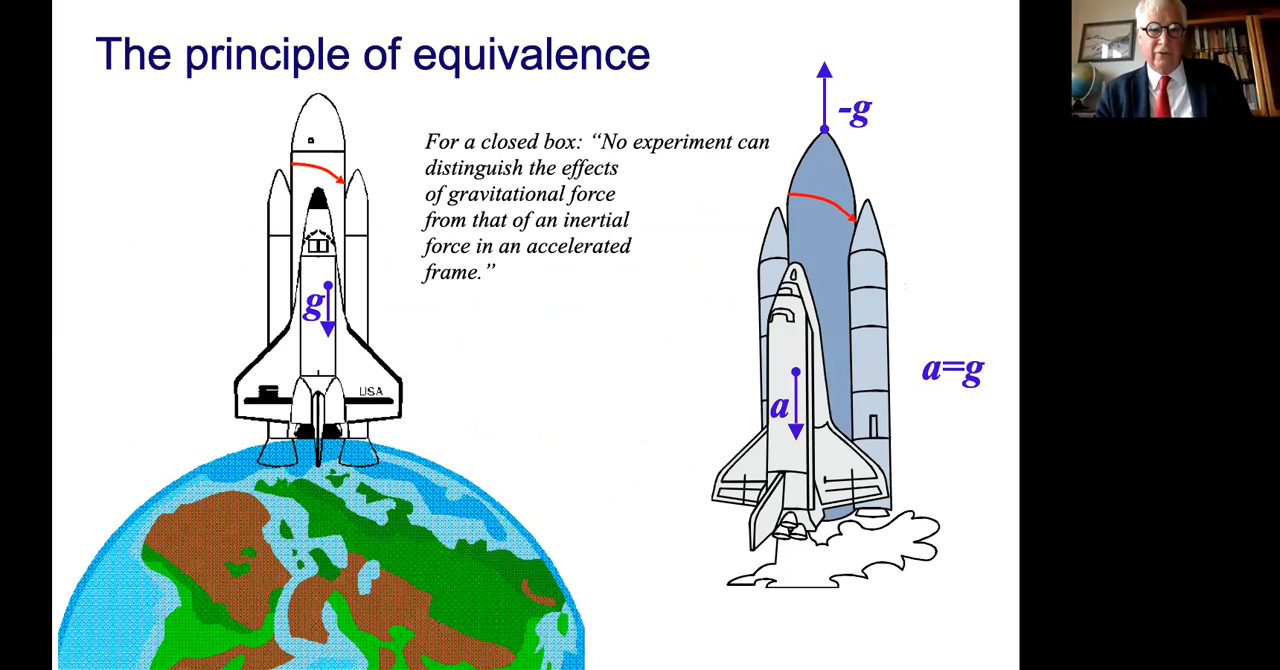 The principle of equivalence
-g
For a closed box: “No experiment can
distinguish the effects
of gravitational force
from that of an inertial
force in an accelerated
frame.”
g
a=g
USA
a